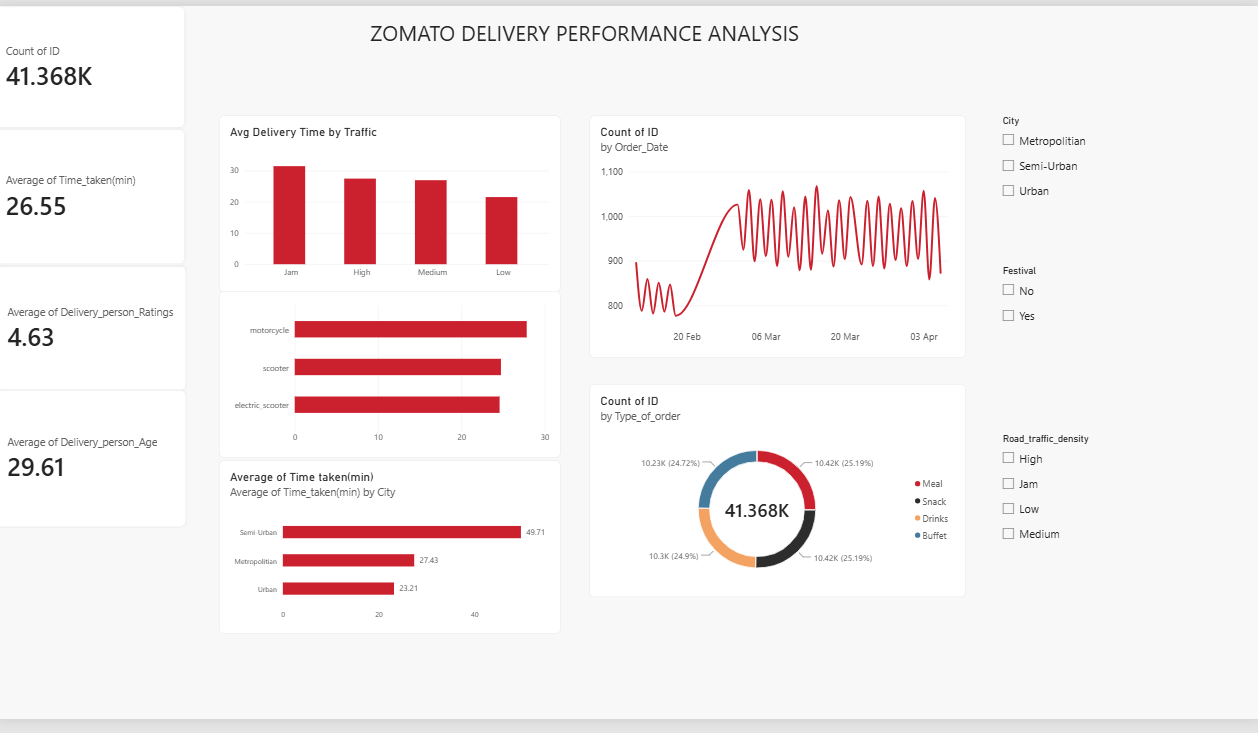 ZOMATO DELIVERY PERFORMANCE ANALYSIS
Count of ID
41.368K
Average of Time_taken(min)
26.55
Average of Delivery_person_Ratings
4.63
Average of Delivery_person_Age
29.61
Avg Delivery Time by Traffic
30
20
10
0
Jam High Medium Low
motorcycle
scooter
electric_scooter
0 10 20 30
Average of Time taken(min)
Average of Time_taken(min) by City
Semi-Urban 49.71
Metropolitian 27.43
Urban 23.21
0 20 40
Count of ID
by Order_Date
1,100
1,000
900
800
20 Feb 06 Mar 20 Mar 03 Apr
Count of ID
by Type_of_order
10.23K (24.72%) 10.42K (25.19%)
41.368K
10.3K (24.9%) 10.42K (25.19%)
Meal
Snack
Drinks
Buffet
City
Metropolitian
Semi-Urban
Urban
Festival
No
Yes
Road_traffic_density
High
Jam
Low
Medium